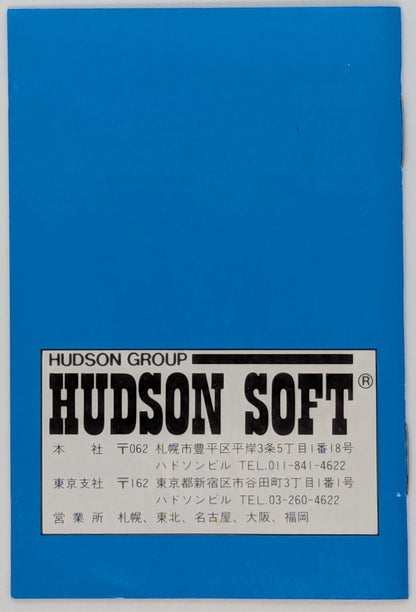 HUDSON GROUP
HUDSON SOFT®
本 社 〒062 札幌市豊平区平岸3条5丁目1番18号
ハドソンビル TEL.011-841-4622
東京支社 〒162 東京都新宿区市谷田町3丁目1番1号
ハドソンビル TEL.03-260-4622
営業所 札幌、東北、名古屋、大阪、福岡